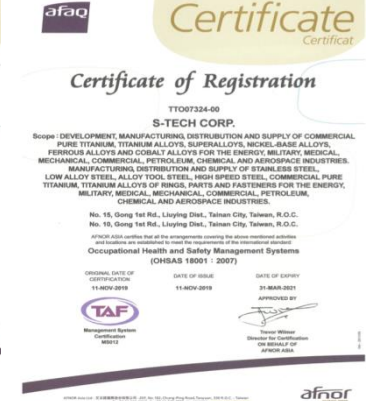 afaq
Certificate
Certificat
Certificate of Registration
TTO07324-00
S-TECH CORP.
Scope : DEVELOPMENT, MANUFACTURING, DISTRUBUTION AND SUPPLY OF COMMERCIAL
PURE TITANIUM, TITANIUM ALLOYS, SUPERALLOYS, NICKEL-BASE ALLOYS,
FERROUS ALLOYS AND COBALT ALLOYS FOR THE ENERGY, MILITARY, MEDICAL,
MECHANICAL, COMMERCIAL, PETROLEUM, CHEMICAL AND AEROSPACE INDUSTRIES.
MANUFACTURING, DISTRIBUTION AND SUPPLY OF STAINLESS STEEL,
LOW ALLOY STEEL, ALLOY TOOL STEEL, HIGH SPEED STEEL, COMMERCIAL PURE
TITANIUM, TITANIUM ALLOYS OF RINGS, PARTS AND FASTENERS FOR THE ENERGY,
MILITARY, MEDICAL, MECHANICAL, COMMERCIAL, PETROLEUM,
CHEMICAL AND AEROSPACE INDUSTRIES.
No. 15, Gong 1st Rd., Liuying Dist., Tainan City, Taiwan, R.O.C.
No. 10, Gong 1st Rd., Liuying Dist., Tainan City, Taiwan, R.O.C.
AFNOR ASIA certifies that all the arrangements covering the above mentioned activities
and locations are established to meet the requirements of the international standard:
Occupational Health and Safety Management Systems
(OHSAS 18001 : 2007)
ORIGINAL DATE OF
CERTIFICATION
DATE OF ISSUE
DATE OF EXPIRY
11-NOV-2019
11-NOV-2019
31-MAR-2021
APPROVED BY
TAF
Management System
Certification
MS012
Trevor Wilmer
Director for Certification
ON BEHALF OF
AFNOR ASIA
afnor